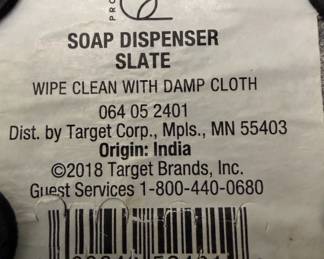 PRO
SOAP DISPENSER
SLATE
WIPE CLEAN WITH DAMP CLOTH
064 05 2401
Dist. by Target Corp., Mpls., MN 55403
Origin: India
©2018 Target Brands, Inc.
Guest Services 1-800-440-0680